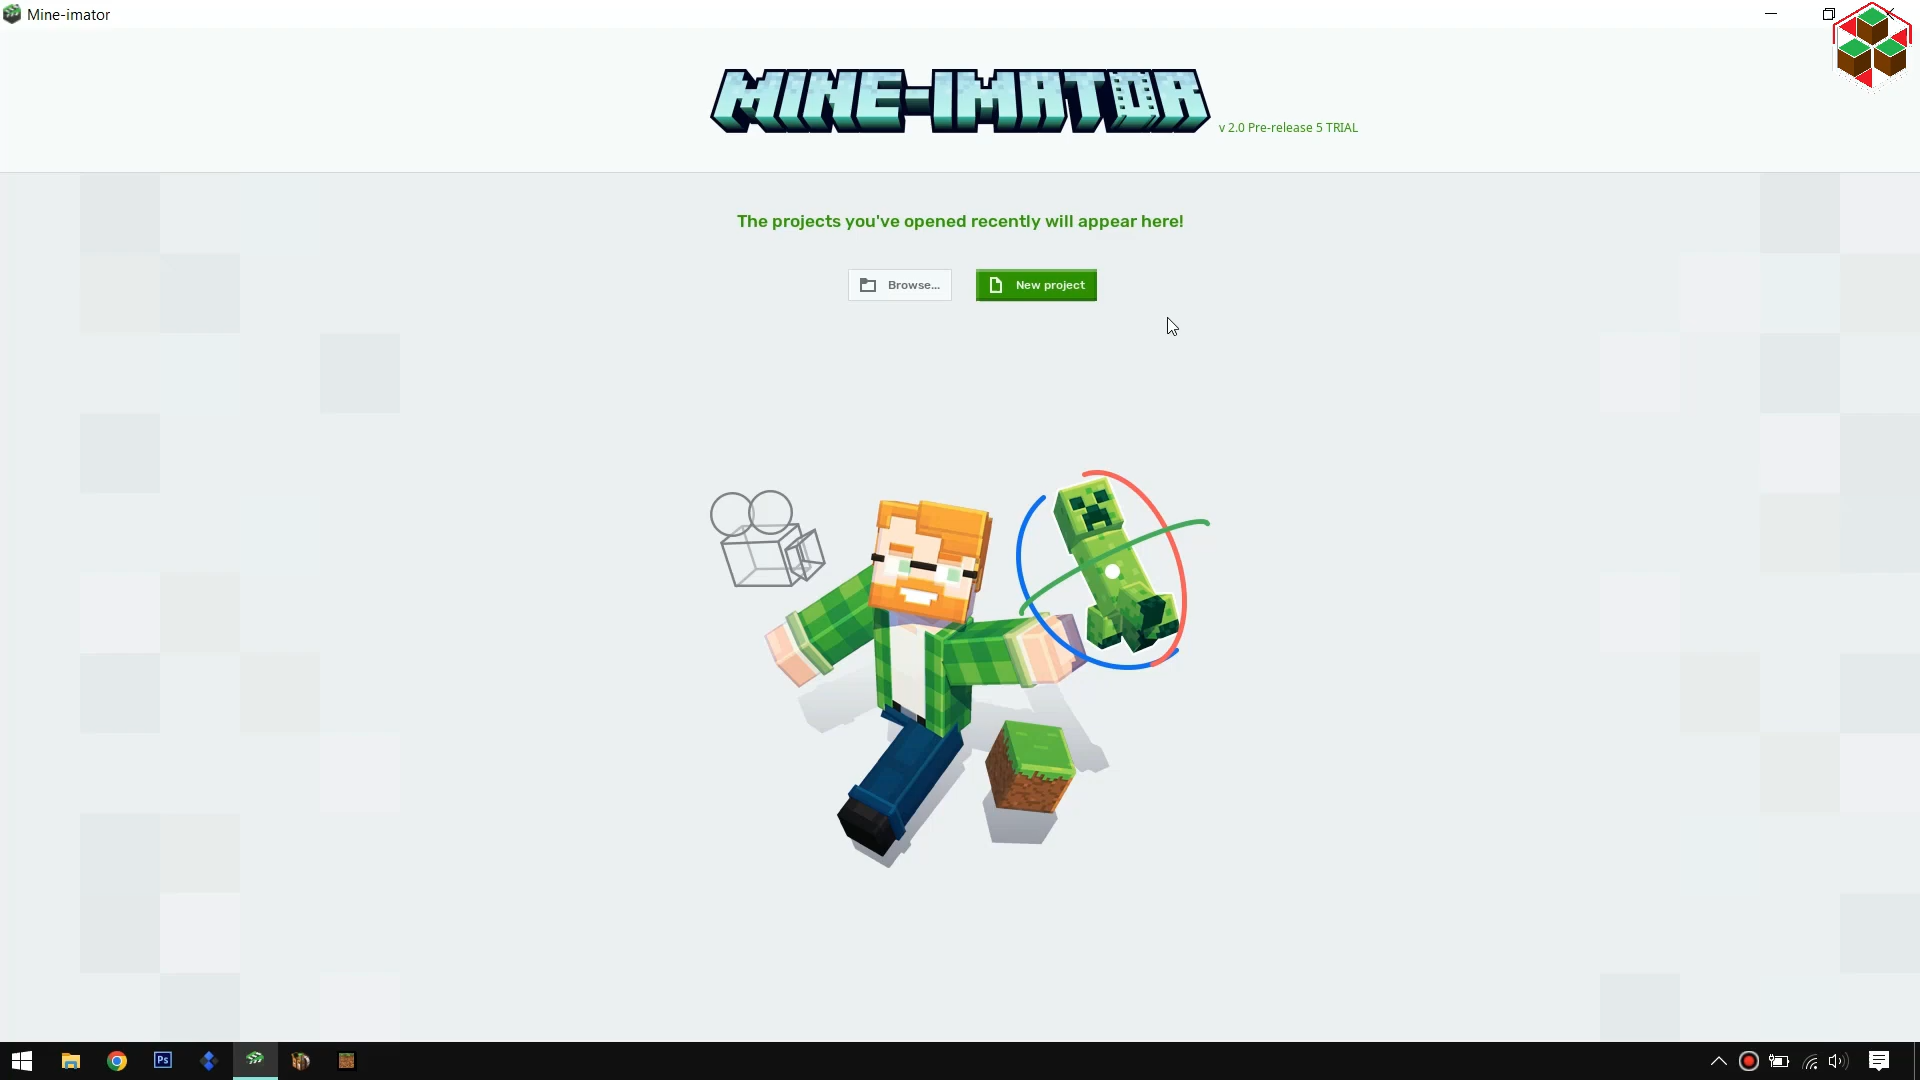 Mine-imator
MINE-IMATOR
v 2.0 Pre-release 5 TRIAL
The projects you've opened recently will appear here!
Browse...
New project
Ps